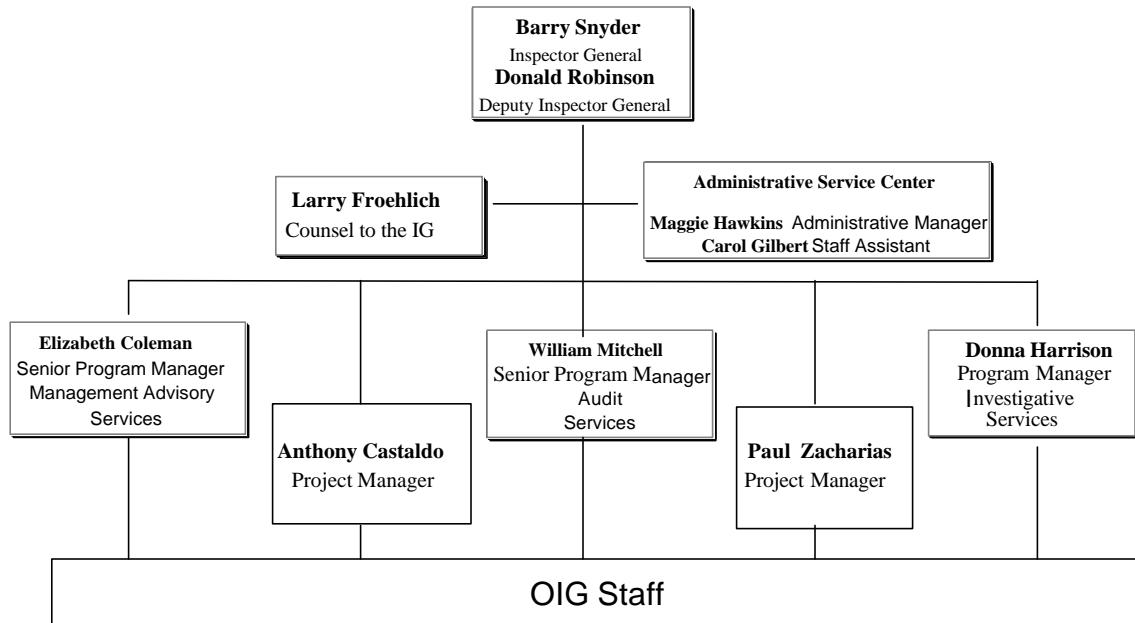 Barry Snyder
Inspector General
Donald Robinson
Deputy Inspector General
Larry Froehlich
Counsel to the IG
Administrative Service Center
Maggie Hawkins Administrative Manager
Carol Gilbert Staff Assistant
Elizabeth Coleman
Senior Program Manager
Management Advisory
Services
Anthony Castaldo
Project Manager
William Mitchell
Senior Program Manager
Audit
Services
Paul Zacharias
Project Manager
Donna Harrison
Program Manager
Investigative
Services
OIG Staff